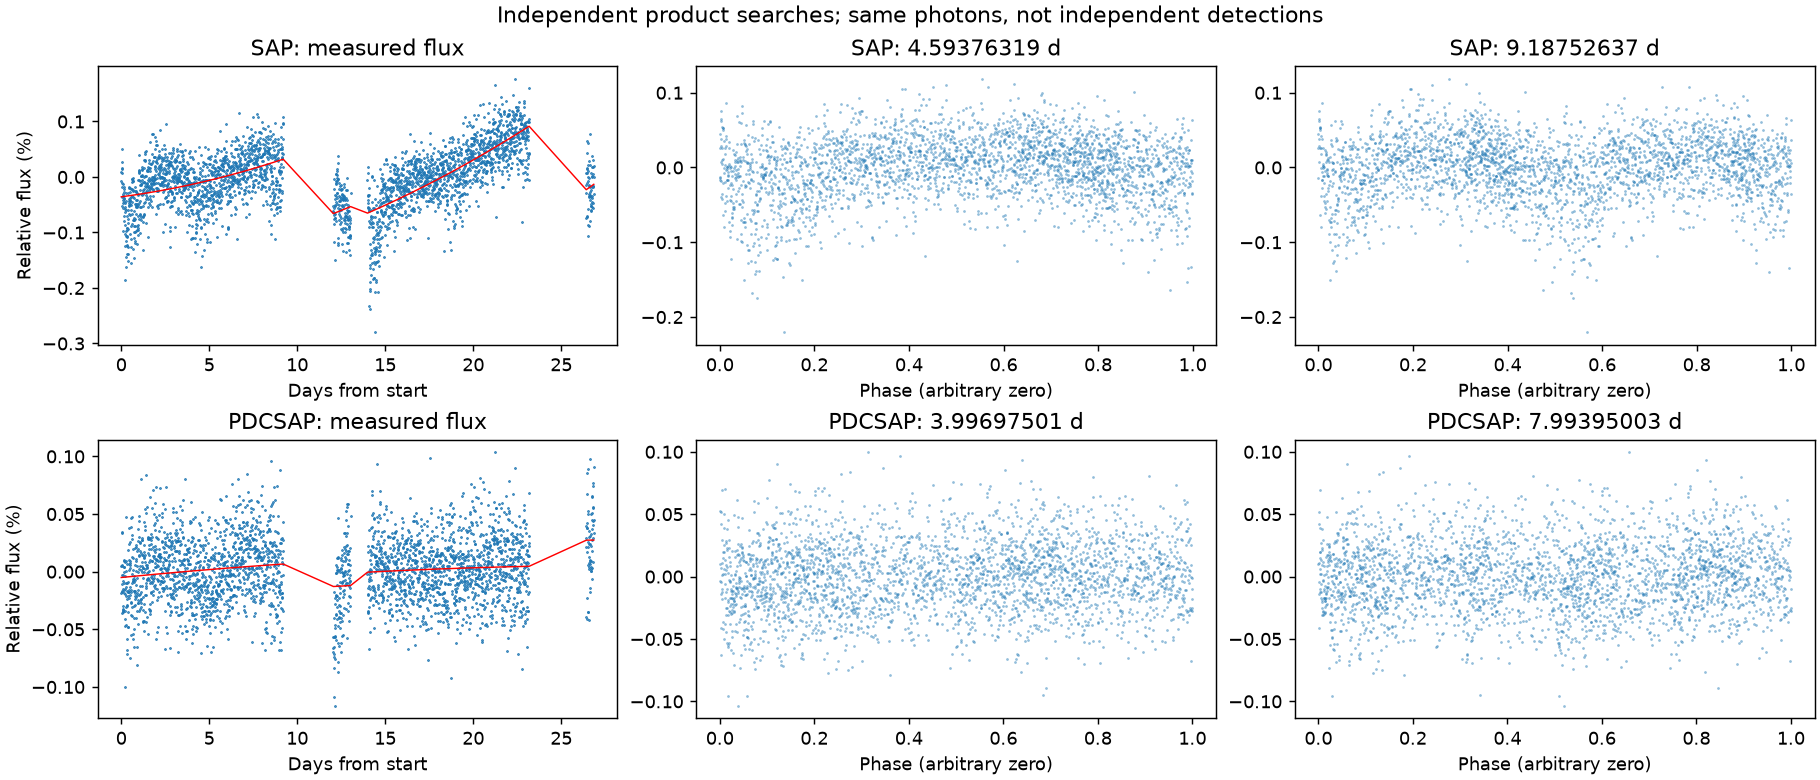 Independent product searches; same photons, not independent detections
SAP: measured flux
SAP: 4.59376319 d
SAP: 9.18752637 d
Relative flux (%)
0.1
0.0
−0.1
−0.2
−0.3
0 5 10 15 20 25
Days from start
0.1
0.0
−0.1
−0.2
0.0 0.2 0.4 0.6 0.8 1.0
Phase (arbitrary zero)
0.1
0.0
−0.1
−0.2
0.0 0.2 0.4 0.6 0.8 1.0
Phase (arbitrary zero)
PDCSAP: measured flux
PDCSAP: 3.99697501 d
PDCSAP: 7.99395003 d
Relative flux (%)
0.10
0.05
0.00
−0.05
−0.10
0 5 10 15 20 25
Days from start
0.10
0.05
0.00
−0.05
−0.10
0.0 0.2 0.4 0.6 0.8 1.0
Phase (arbitrary zero)
0.10
0.05
0.00
−0.05
−0.10
0.0 0.2 0.4 0.6 0.8 1.0
Phase (arbitrary zero)